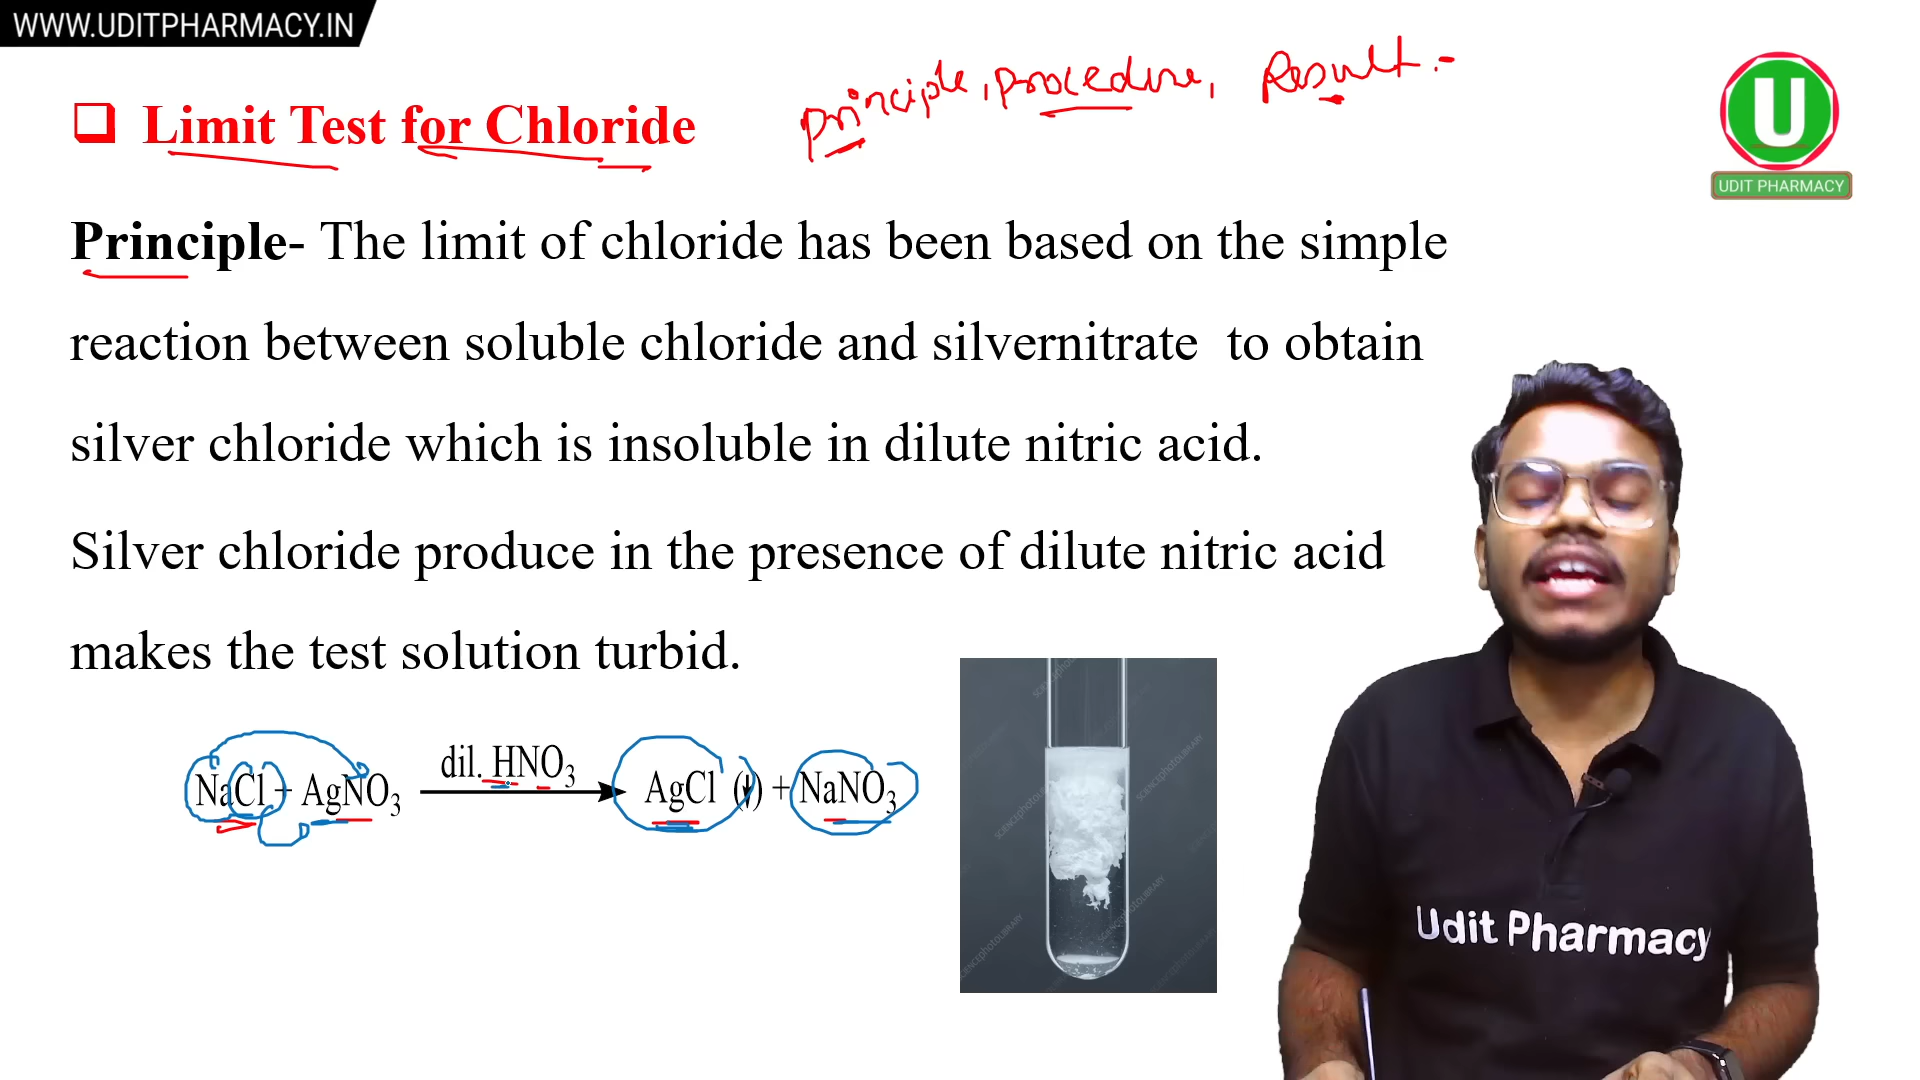 WWW.UDITPHARMACY.IN
principle, procedure, Result.-
❑ Limit Test for Chloride
U
UDIT PHARMACY
Principle- The limit of chloride has been based on the simple
reaction between soluble chloride and silvernitrate to obtain
silver chloride which is insoluble in dilute nitric acid.
Silver chloride produce in the presence of dilute nitric acid
makes the test solution turbid.
dil. HNO₃
NaCl + AgNO₃ ⟶ AgCl (↓) + NaNO₃
SCIENCEphotoLIBRARY
Udit Pharmacy